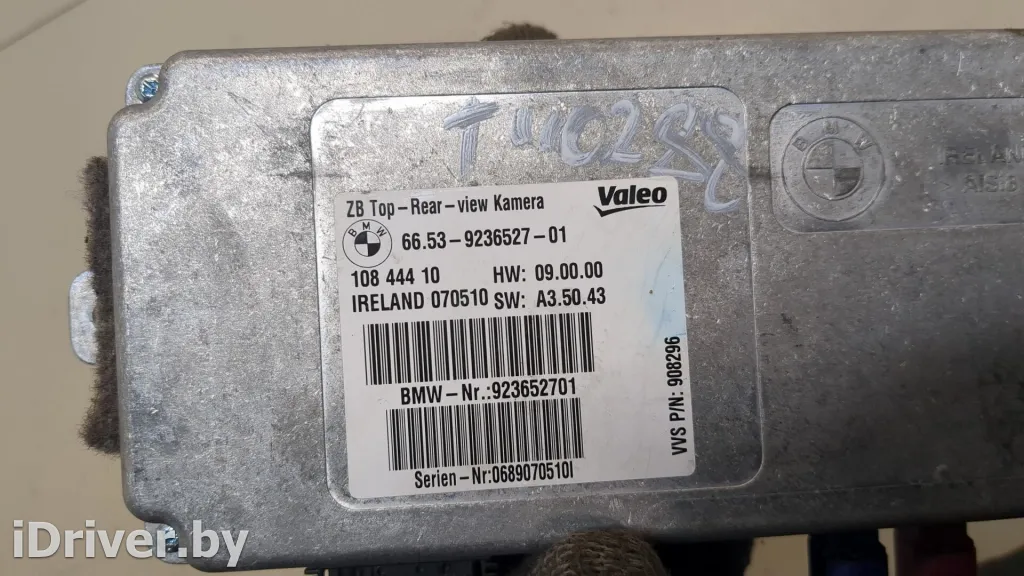 ZB Top-Rear-view Kamera
Valeo
BMW
66.53-9236527-01
108 444 10 HW: 09.00.00
IRELAND 070510 SW: A3.50.43
BMW-Nr.:923652701
Serien-Nr:0689070510I
VVS P/N: 908296
BMW
iDriver.by